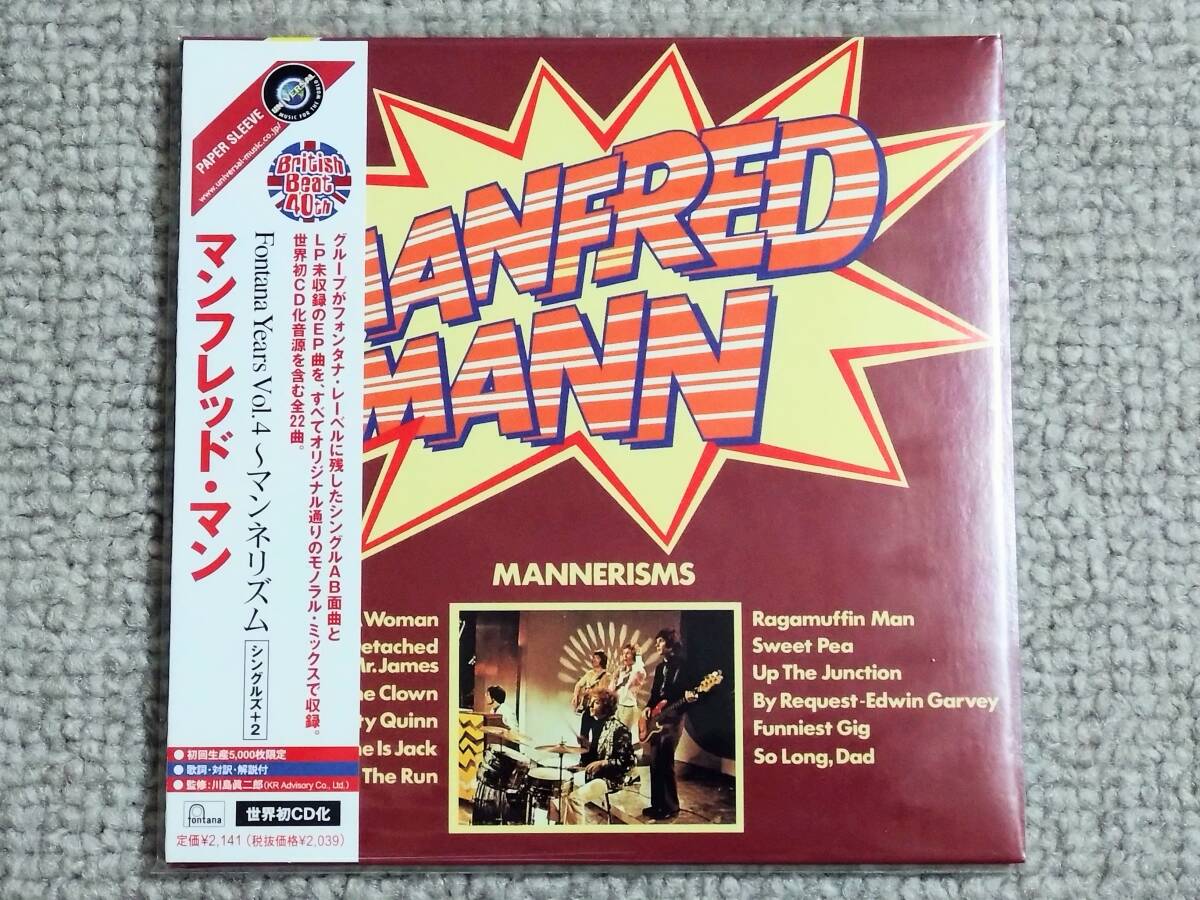 UNIVERSAL
MUSIC FOR THE WORLD
PAPER SLEEVE
www.universal-music.co.jp/
British
Beat
40th
グループがフォンタナ・レーベルに残したシングルAB面曲と
LP未収録のEP曲を、すべてオリジナル通りのモノラル・ミックスで収録。
世界初CD化音源を含む全22曲。
Fontana Years Vol.4～マンネリズム
シングルズ+2
マンフレッド・マン
●初回生産5,000枚限定
●歌詞・対訳・解説付
●監修：川島眞二郎(KR Advisory Co., Ltd.)
fontana
世界初CD化
定価¥2,141（税抜価格¥2,039）
MANFRED
MANN
MANNERISMS
A Woman
etached
Mr. James
he Clown
ty Quinn
me Is Jack
The Run
Ragamuffin Man
Sweet Pea
Up The Junction
By Request-Edwin Garvey
Funniest Gig
So Long, Dad